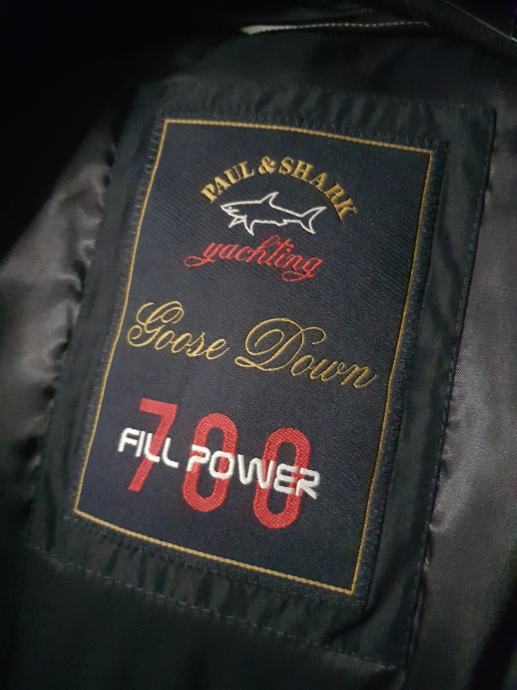 PAUL & SHARK
yachting
Goose Down
700
FILL POWER